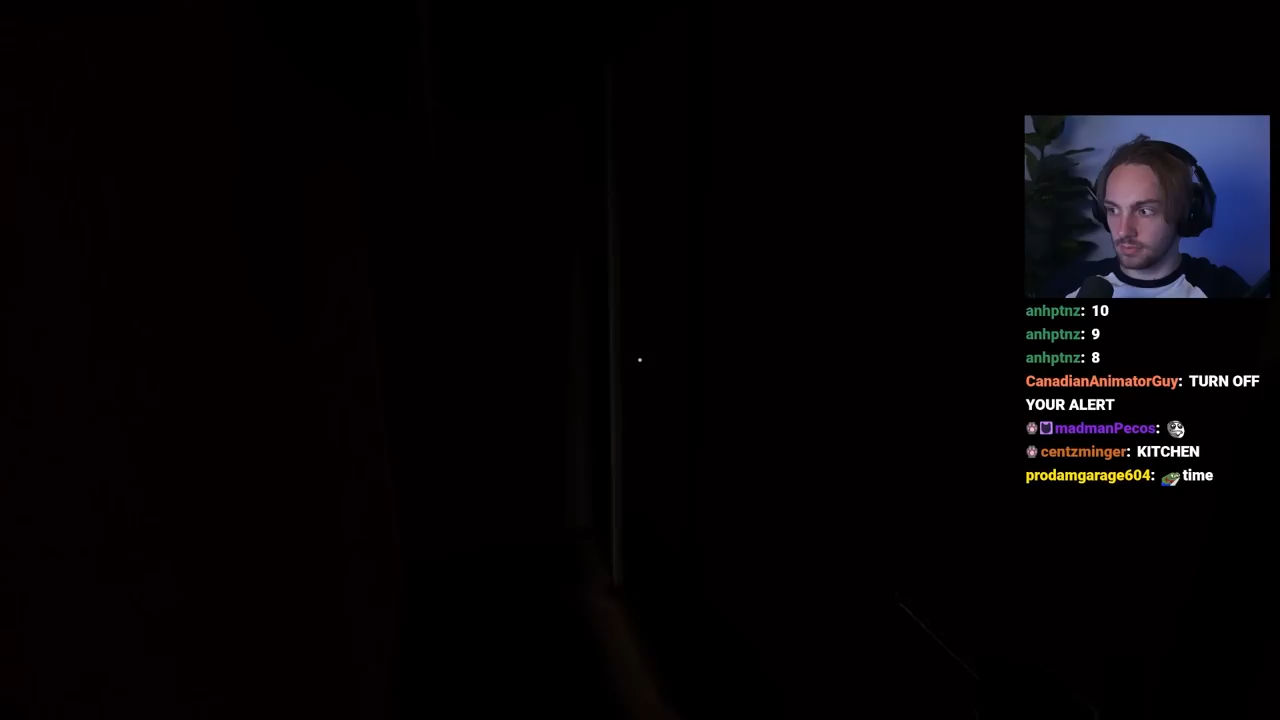 anhptnz: 10
anhptnz: 9
anhptnz: 8
CanadianAnimatorGuy: TURN OFF
YOUR ALERT
madmanPecos:
centzminger: KITCHEN
prodamgarage604: time